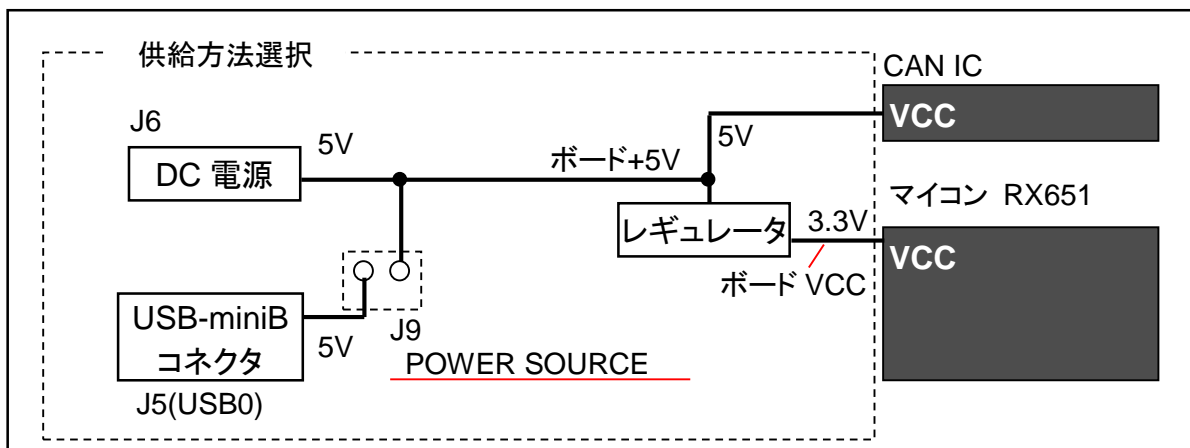 供給方法選択
CAN IC
VCC
J6
5V
DC 電源
ボード+5V
5V
マイコン RX651
レギュレータ
3.3V
VCC
ボード VCC
USB-miniB
コネクタ
5V
J9
POWER SOURCE
J5(USB0)